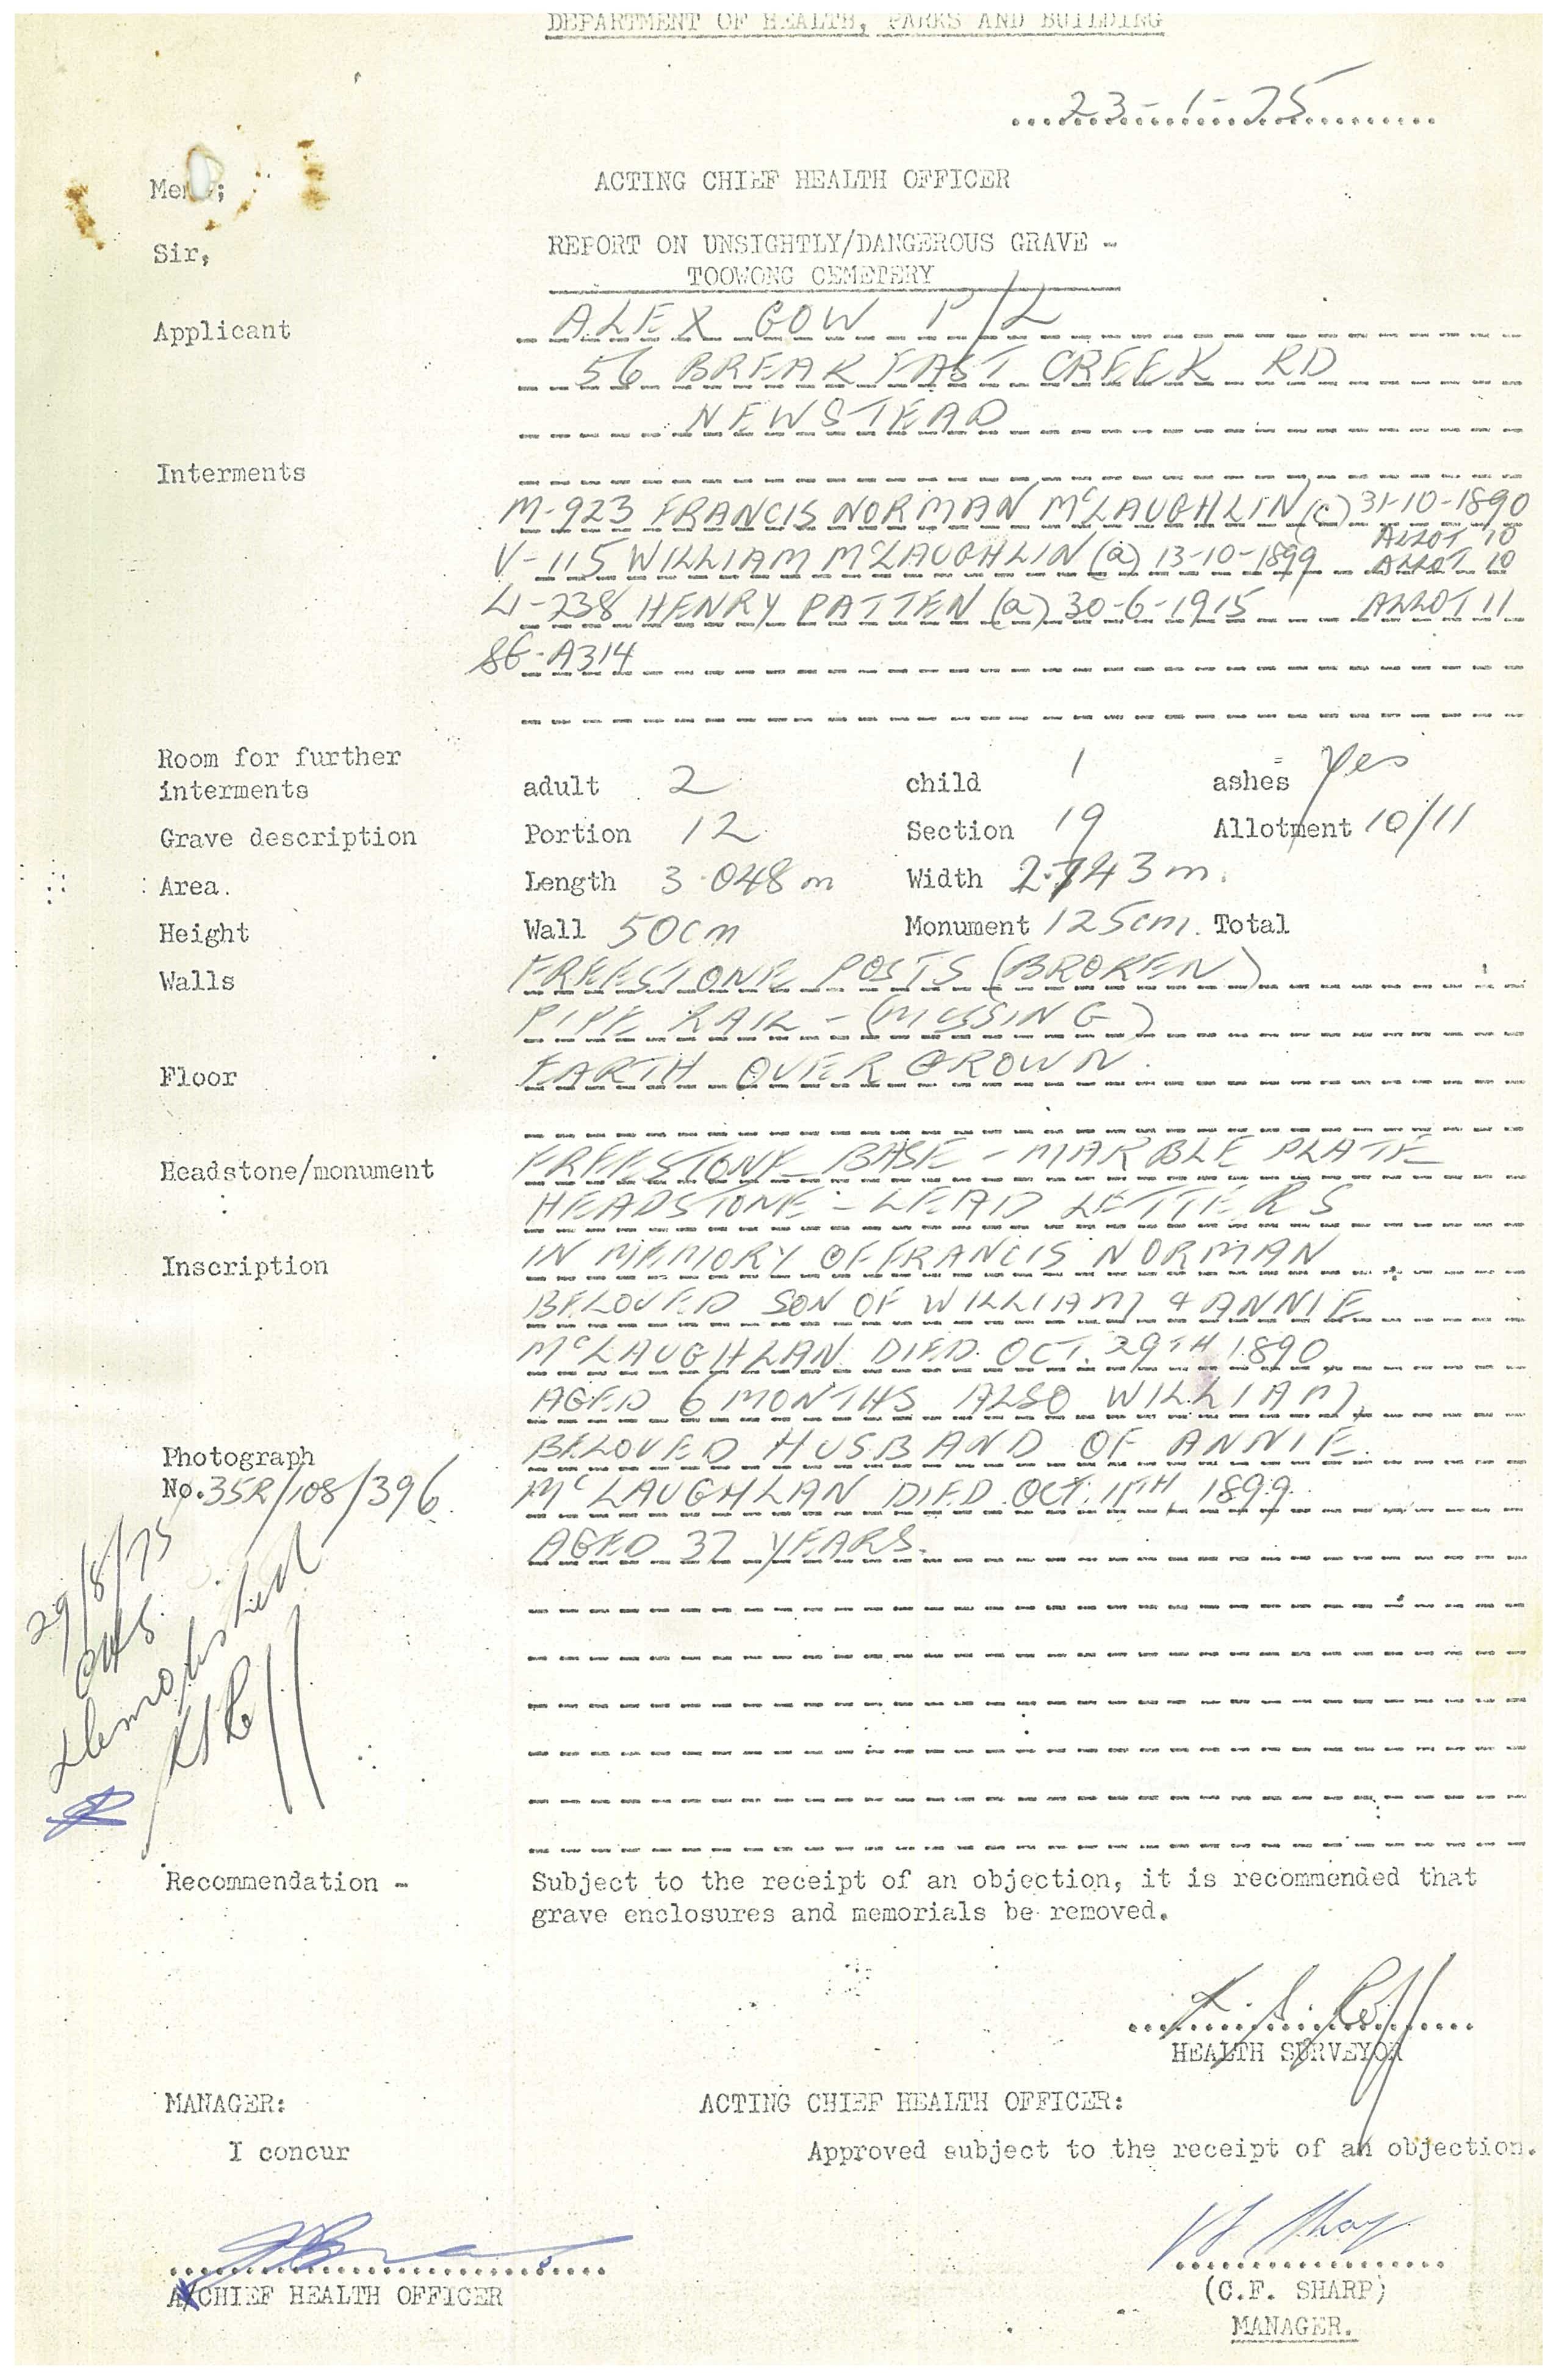 DEPARTMENT OF HEALTH, PARKS AND BUILDING
23-1-75
ACTING CHIEF HEALTH OFFICER
Sir,
REPORT ON UNSIGHTLY/DANGEROUS GRAVE -
TOOWONG CEMETERY
Applicant ALEX GOW P/L
56 BREAKFAST CREEK RD
NEWSTEAD
Interments
M-923 FRANCIS NORMAN McLAUGHLIN (c) 31-10-1890
ALLOT 10
V-115 WILLIAM McLAUGHLIN (a) 13-10-1899 ALLOT 10
238 HENRY PATTEN (a) 30-6-1915 ALLOT 11
A314
Room for further
interments adult 2 child 1 ashes Yes
Grave description Portion 12 Section 19 Allotment 10/11
Area. Length 3.048 m Width 2.743 m.
Height Wall 50cm Monument 125cm. Total
Walls FREESTONE POSTS (BROKEN)
PIPE RAIL - (MISSING)
Floor EARTH OVERGROWN.
Headstone/monument FREESTONE BASE - MARBLE PLATE
HEADSTONE - LEAD LETTERS
Inscription IN MEMORY OF FRANCIS NORMAN
BELOVED SON OF WILLIAM & ANNIE
McLAUGHLAN DIED OCT. 29TH 1890
AGED 6 MONTHS ALSO WILLIAM,
Photograph BELOVED HUSBAND OF ANNIE.
No. 35R/108/396 McLAUGHLAN DIED OCT. 11TH, 1899
AGED 37 YEARS.
29/8/75
Demolished
Recommendation - Subject to the receipt of an objection, it is recommended that
grave enclosures and memorials be removed.
HEALTH SURVEYOR
MANAGER: ACTING CHIEF HEALTH OFFICER:
I concur Approved subject to the receipt of an objection.
A/CHIEF HEALTH OFFICER (C.F. SHARP)
MANAGER.